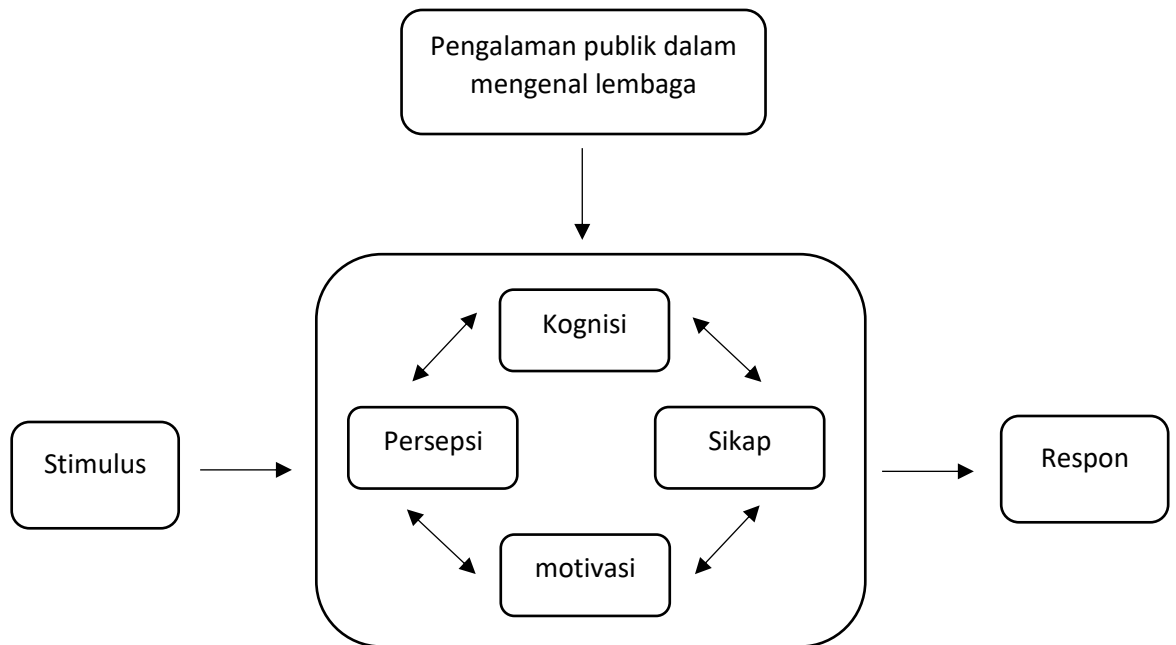 Pengalaman publik dalam
mengenal lembaga
Kognisi
Persepsi
Sikap
Stimulus
Respon
motivasi